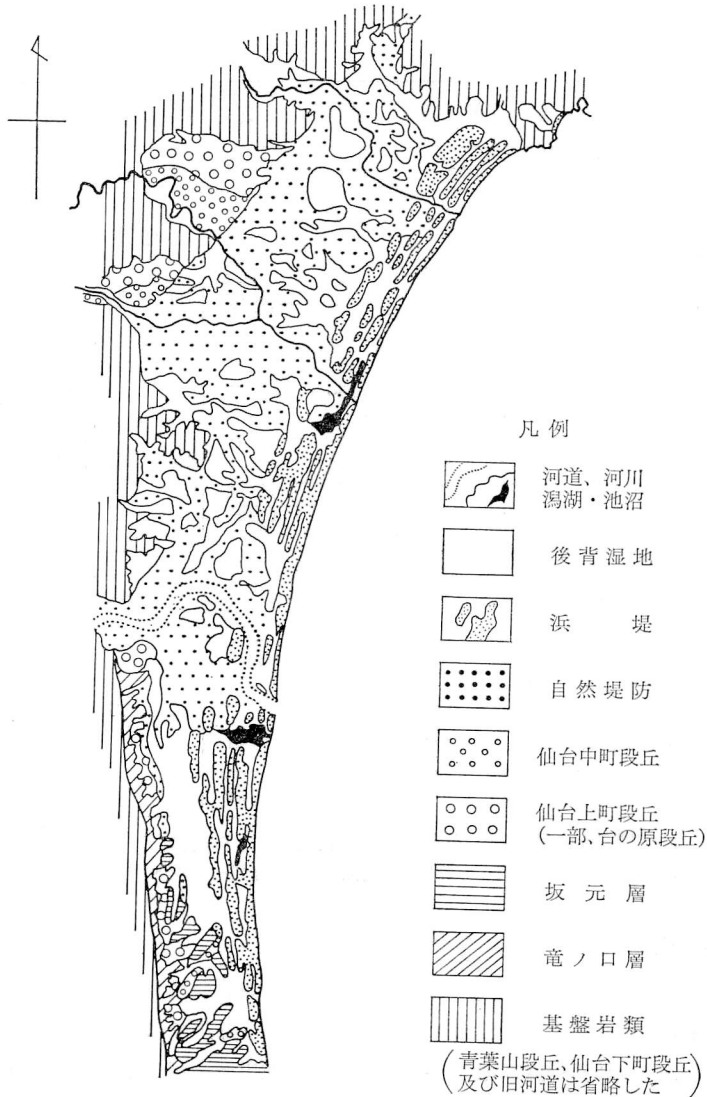 凡例
河道、河川
潟湖・池沼
後背湿地
浜堤
自然堤防
仙台中町段丘
仙台上町段丘
(一部、台の原段丘)
坂元層
竜ノ口層
基盤岩類
(青葉山段丘、仙台下町段丘
及び旧河道は省略した)